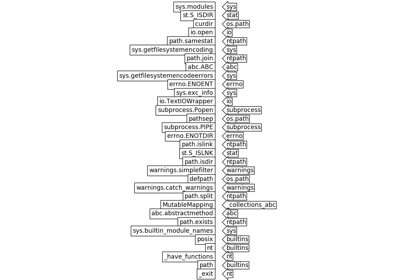 sys.modules sys
st.S_ISDIR stat
curdir os.path
io.open io
path.samestat ntpath
sys.getfilesystemencoding sys
path.join ntpath
abc.ABC abc
sys.getfilesystemencodeerrors sys
errno.ENOENT errno
sys.exc_info sys
io.TextIOWrapper io
subprocess.Popen subprocess
pathsep os.path
subprocess.PIPE subprocess
errno.ENOTDIR errno
path.islink ntpath
st.S_ISLNK stat
path.isdir ntpath
warnings.simplefilter warnings
defpath os.path
warnings.catch_warnings warnings
path.split ntpath
MutableMapping _collections_abc
abc.abstractmethod abc
path.exists ntpath
sys.builtin_module_names sys
posix builtins
nt builtins
_have_functions nt
path builtins
_exit nt